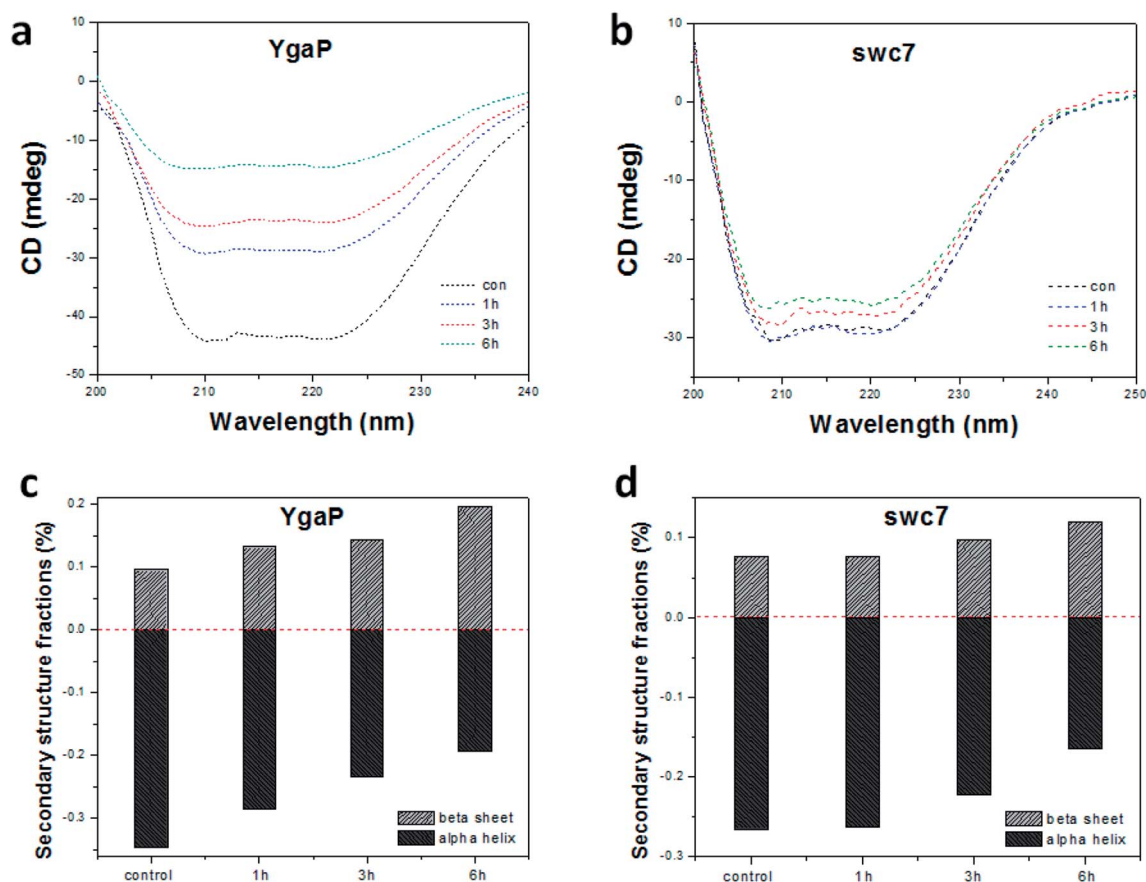 a
YgaP
10
0
-10
-20
-30
-40
-50
CD (mdeg)
con
1h
3h
6h
200
210
220
230
240
Wavelength (nm)
b
swc7
10
0
-10
-20
-30
CD (mdeg)
con
1h
3h
6h
200
210
220
230
240
250
Wavelength (nm)
c
YgaP
0.2
0.1
0.0
-0.1
-0.2
-0.3
Secondary structure fractions (%)
beta sheet
alpha helix
control
1h
3h
6h
d
swc7
0.1
0.0
-0.1
-0.2
-0.3
Secondary structure fractions (%)
beta sheet
alpha helix
control
1h
3h
6h